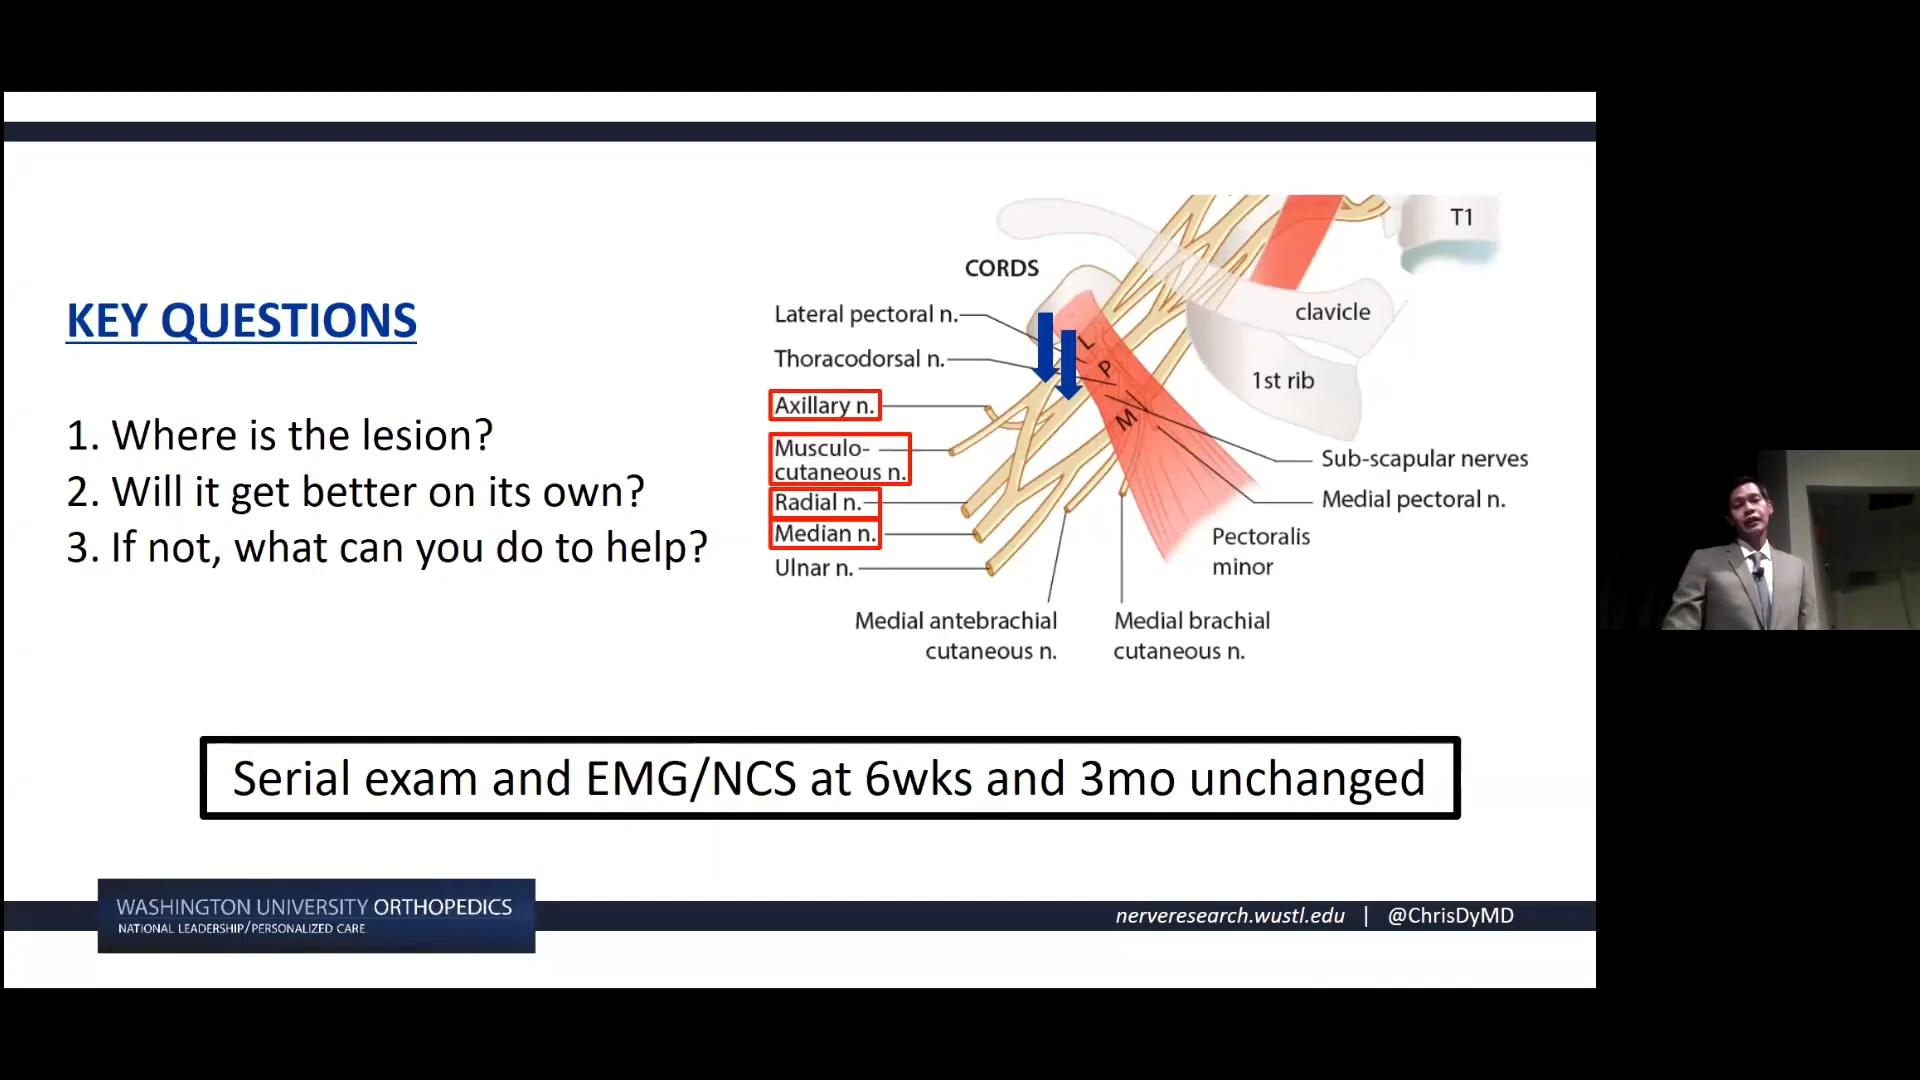 KEY QUESTIONS
1. Where is the lesion?
2. Will it get better on its own?
3. If not, what can you do to help?
T1
CORDS
Lateral pectoral n.
clavicle
Thoracodorsal n.
1st rib
L
P
M
Axillary n.
Musculo-
cutaneous n.
Radial n.
Median n.
Ulnar n.
Sub-scapular nerves
Medial pectoral n.
Pectoralis
minor
Medial antebrachial
cutaneous n.
Medial brachial
cutaneous n.
Serial exam and EMG/NCS at 6wks and 3mo unchanged
WASHINGTON UNIVERSITY ORTHOPEDICS
NATIONAL LEADERSHIP/PERSONALIZED CARE
nerveresearch.wustl.edu | @ChrisDyMD